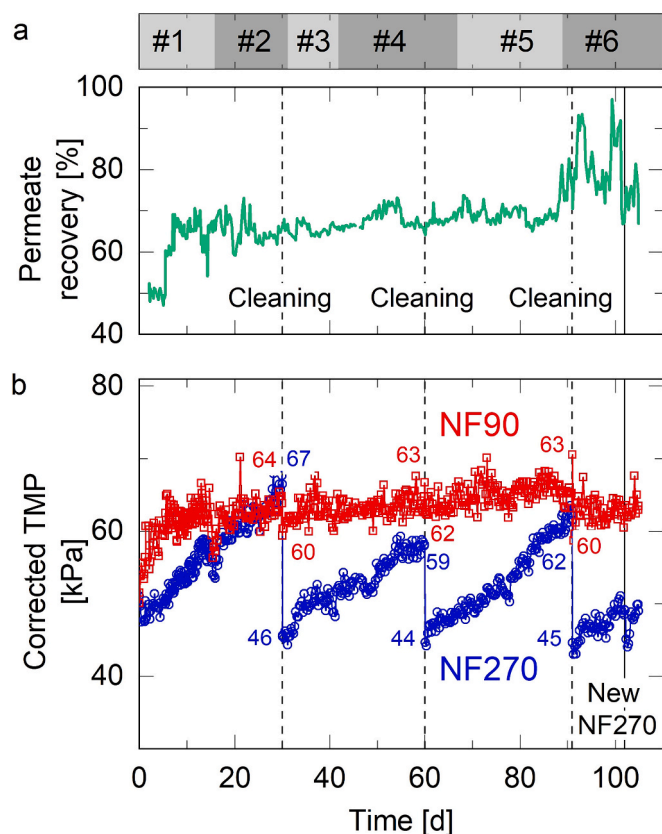 a
#1 #2 #3 #4 #5 #6
100
80
60
40
Permeate
recovery [%]
Cleaning Cleaning Cleaning
b
80
60
40
Corrected TMP
[kPa]
NF90
64 67 63 63
60 62 60
59 62
46 44 45
NF270
New
NF270
0 20 40 60 80 100
Time [d]